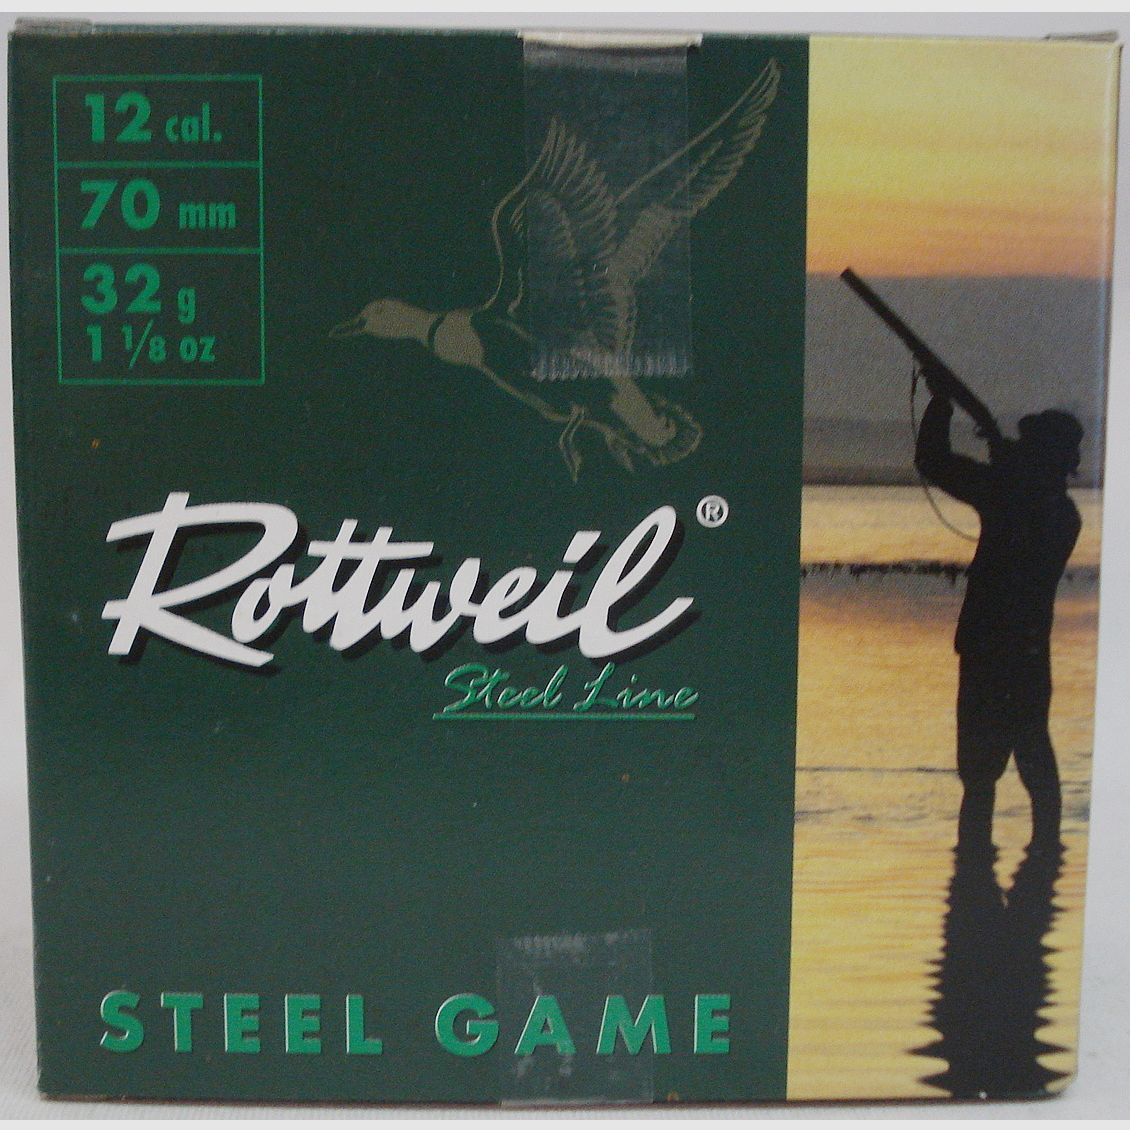 12 cal.
70 mm
32 g
1 1/8 oz
Rottweil®
Steel Line
STEEL GAME